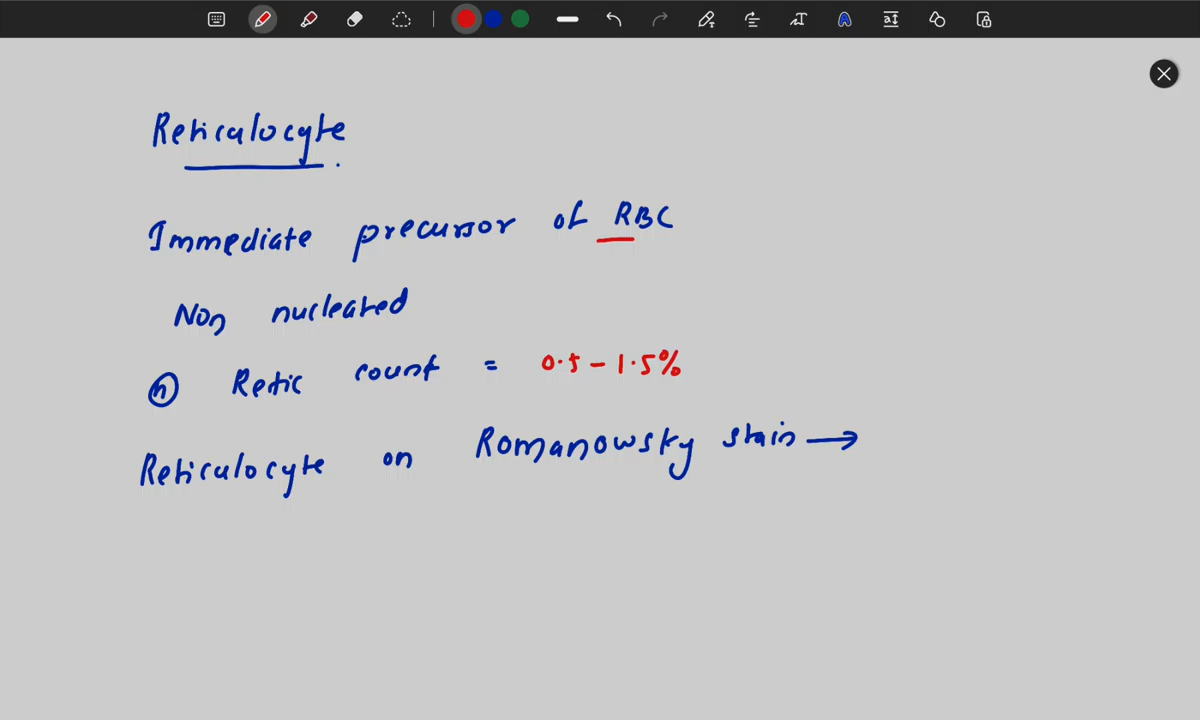 Reticulocyte
Immediate precursor of RBC
Non nucleated
(n) Retic count = 0.5 - 1.5%
Reticulocyte on Romanowsky stain →